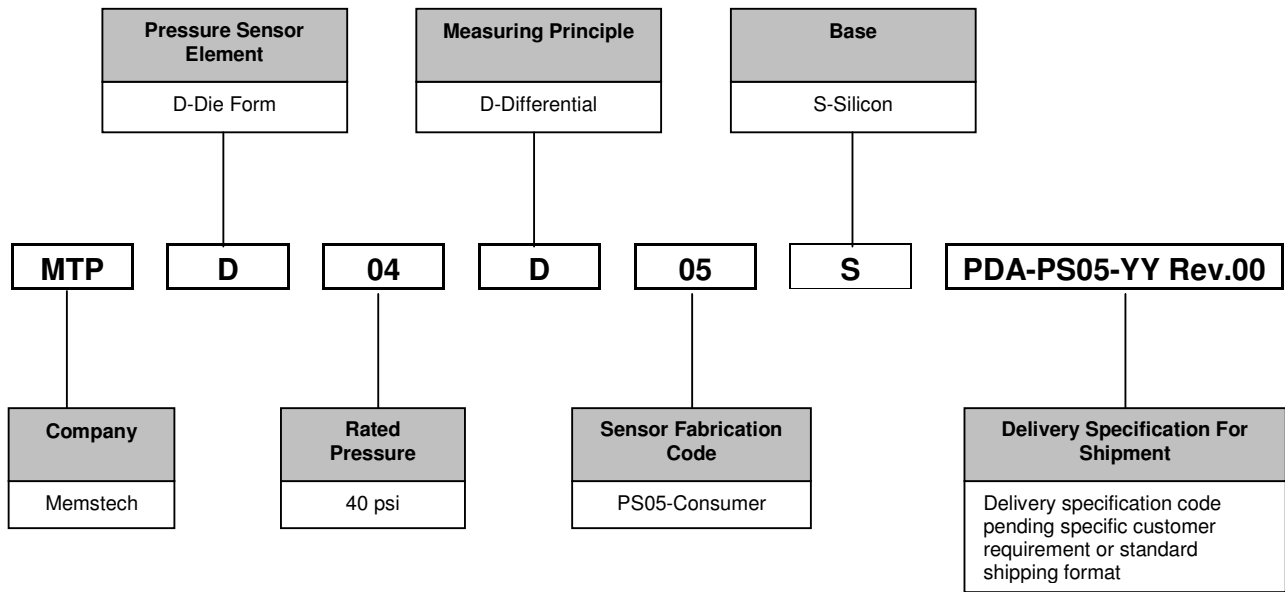 Pressure Sensor
Element
D-Die Form
Measuring Principle
D-Differential
Base
S-Silicon
MTP
D
04
D
05
S
PDA-PS05-YY Rev.00
Company
Memstech
Rated
Pressure
40 psi
Sensor Fabrication
Code
PS05-Consumer
Delivery Specification For
Shipment
Delivery specification code
pending specific customer
requirement or standard
shipping format